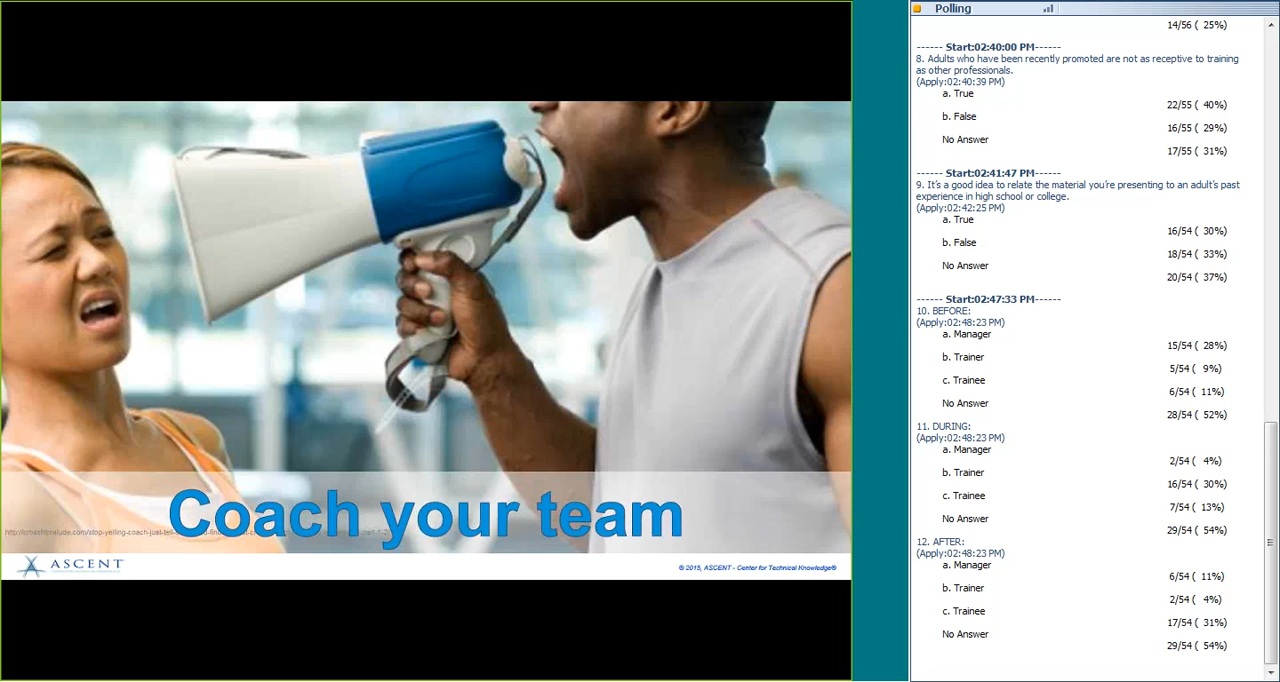 Coach your team
ASCENT
© 2015, ASCENT - Center for Technical Knowledge®
Polling
14/56 ( 25%)
------ Start:02:40:00 PM------
8. Adults who have been recently promoted are not as receptive to training
as other professionals.
(Apply:02:40:39 PM)
a. True
22/55 ( 40%)
b. False
16/55 ( 29%)
No Answer
17/55 ( 31%)
------ Start:02:41:47 PM------
9. It's a good idea to relate the material you're presenting to an adult's past
experience in high school or college.
(Apply:02:42:25 PM)
a. True
16/54 ( 30%)
b. False
18/54 ( 33%)
No Answer
20/54 ( 37%)
------ Start:02:47:33 PM------
10. BEFORE:
(Apply:02:48:23 PM)
a. Manager
15/54 ( 28%)
b. Trainer
5/54 ( 9%)
c. Trainee
6/54 ( 11%)
No Answer
28/54 ( 52%)
11. DURING:
(Apply:02:48:23 PM)
a. Manager
2/54 ( 4%)
b. Trainer
16/54 ( 30%)
c. Trainee
7/54 ( 13%)
No Answer
29/54 ( 54%)
12. AFTER:
(Apply:02:48:23 PM)
a. Manager
6/54 ( 11%)
b. Trainer
2/54 ( 4%)
c. Trainee
17/54 ( 31%)
No Answer
29/54 ( 54%)